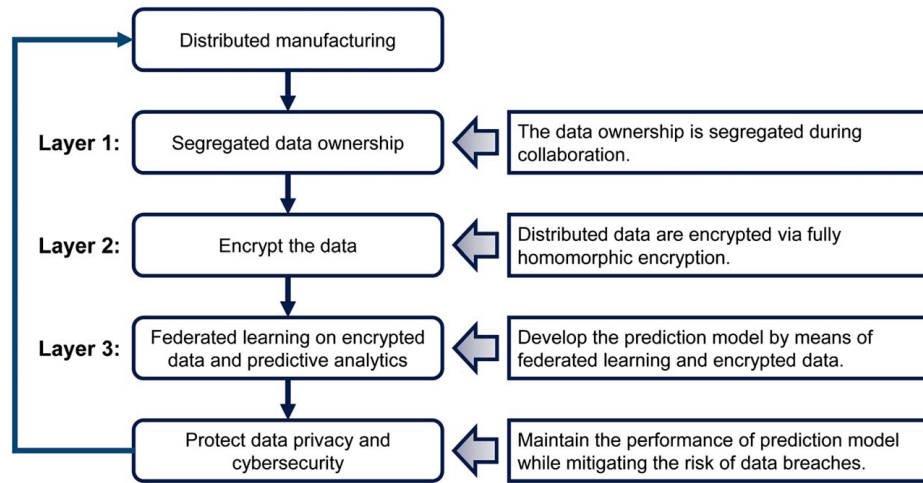 Distributed manufacturing
Layer 1:
Segregated data ownership
The data ownership is segregated during
collaboration.
Layer 2:
Encrypt the data
Distributed data are encrypted via fully
homomorphic encryption.
Layer 3:
Federated learning on encrypted
data and predictive analytics
Develop the prediction model by means of
federated learning and encrypted data.
Protect data privacy and
cybersecurity
Maintain the performance of prediction model
while mitigating the risk of data breaches.